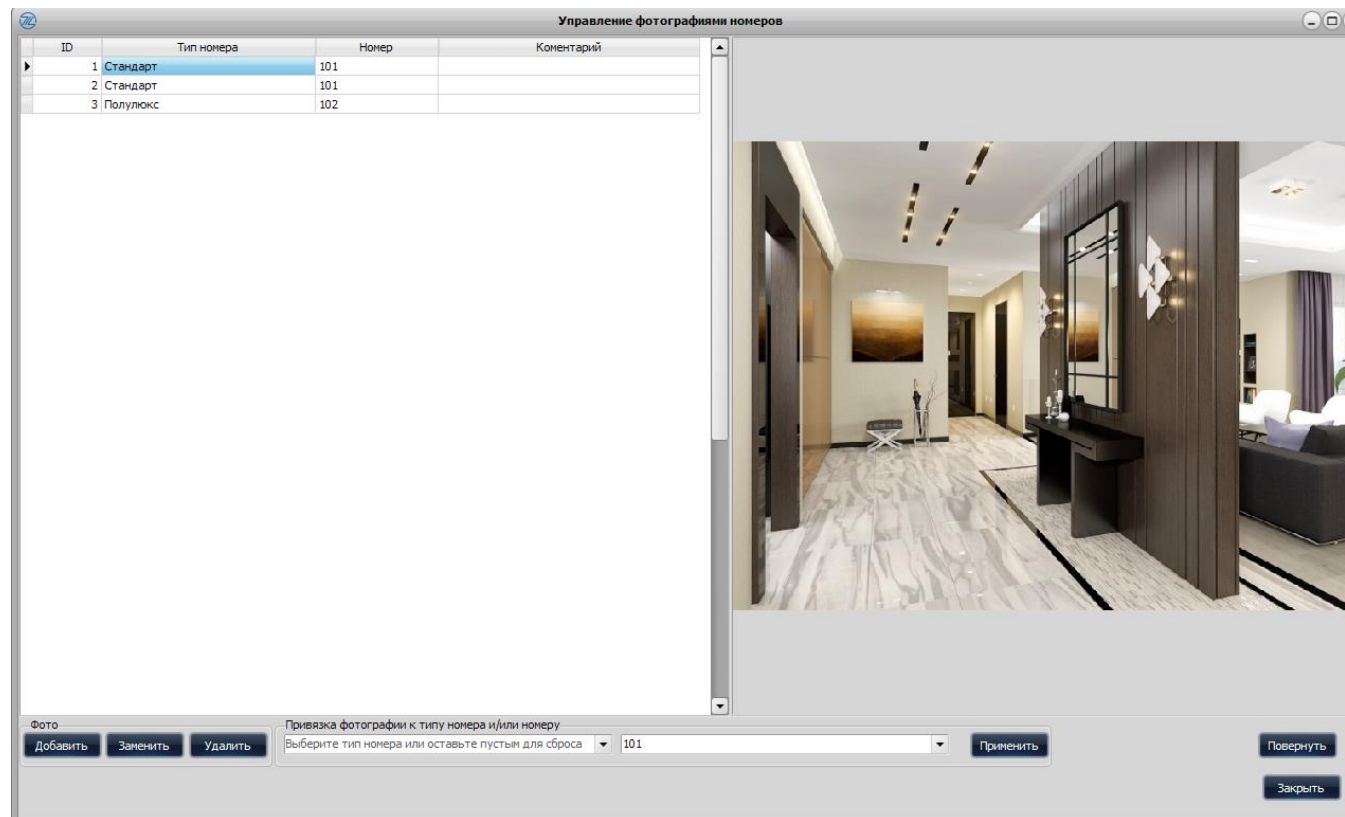 Управление фотографиями номеров
ID Тип номера Номер Коментарий
1 Стандарт 101
2 Стандарт 101
3 Полулюкс 102
Фото Привязка фотографии к типу номера и/или номеру
Добавить Заменить Удалить Выберите тип номера или оставьте пустым для сброса 101 Применить Повернуть
Закрыть